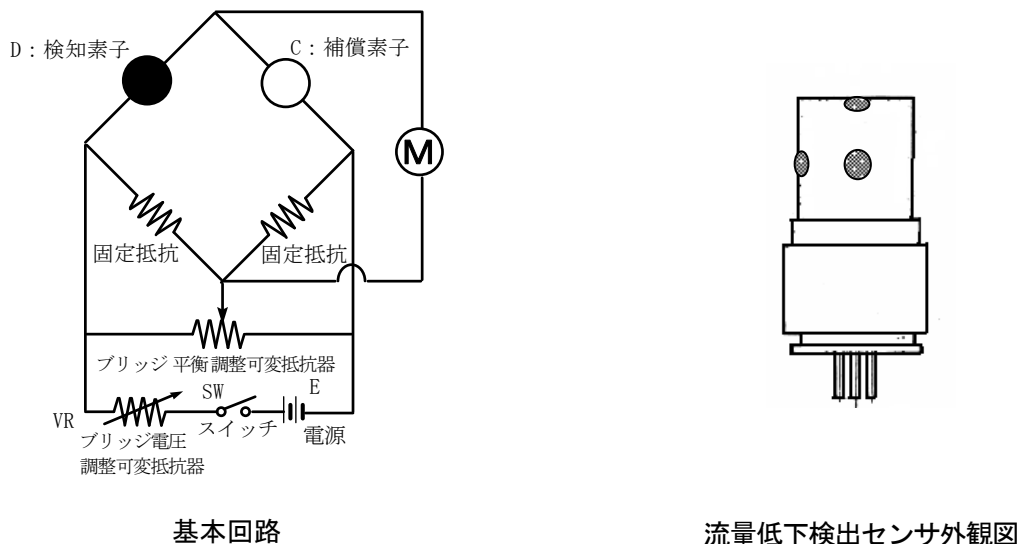 D：検知素子
C：補償素子
M
固定抵抗
固定抵抗
ブリッジ平衡調整可変抵抗器
VR
SW
E
スイッチ
電源
ブリッジ電圧
調整可変抵抗器
基本回路
流量低下検出センサ外観図